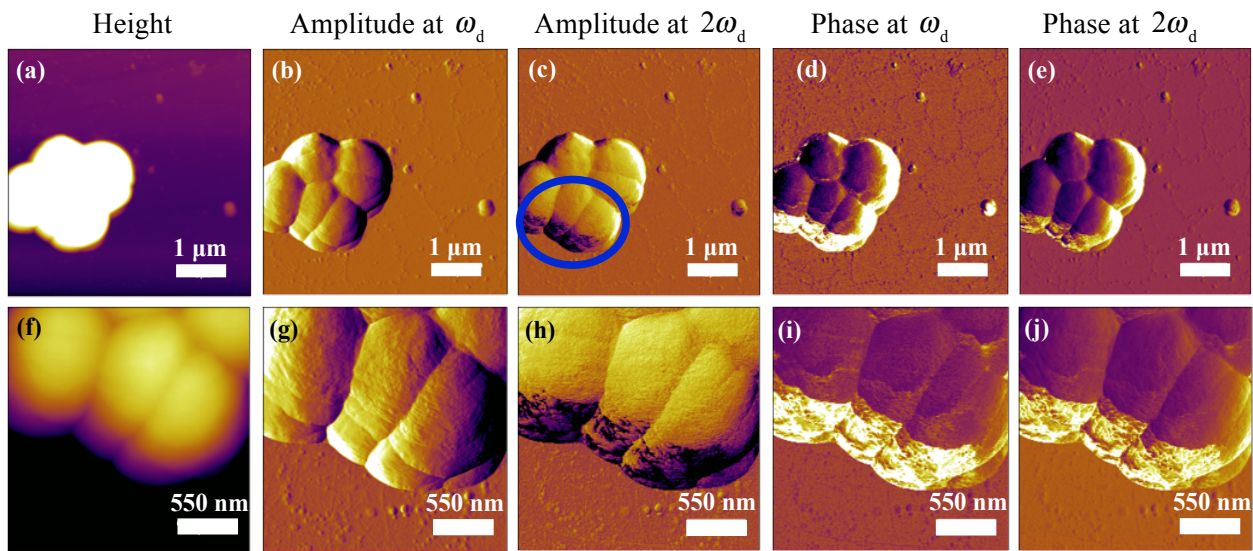 Height Amplitude at ω_d Amplitude at 2ω_d Phase at ω_d Phase at 2ω_d
(a) (b) (c) (d) (e)
1 μm 1 μm 1 μm 1 μm 1 μm
(f) (g) (h) (i) (j)
550 nm 550 nm 550 nm 550 nm 550 nm